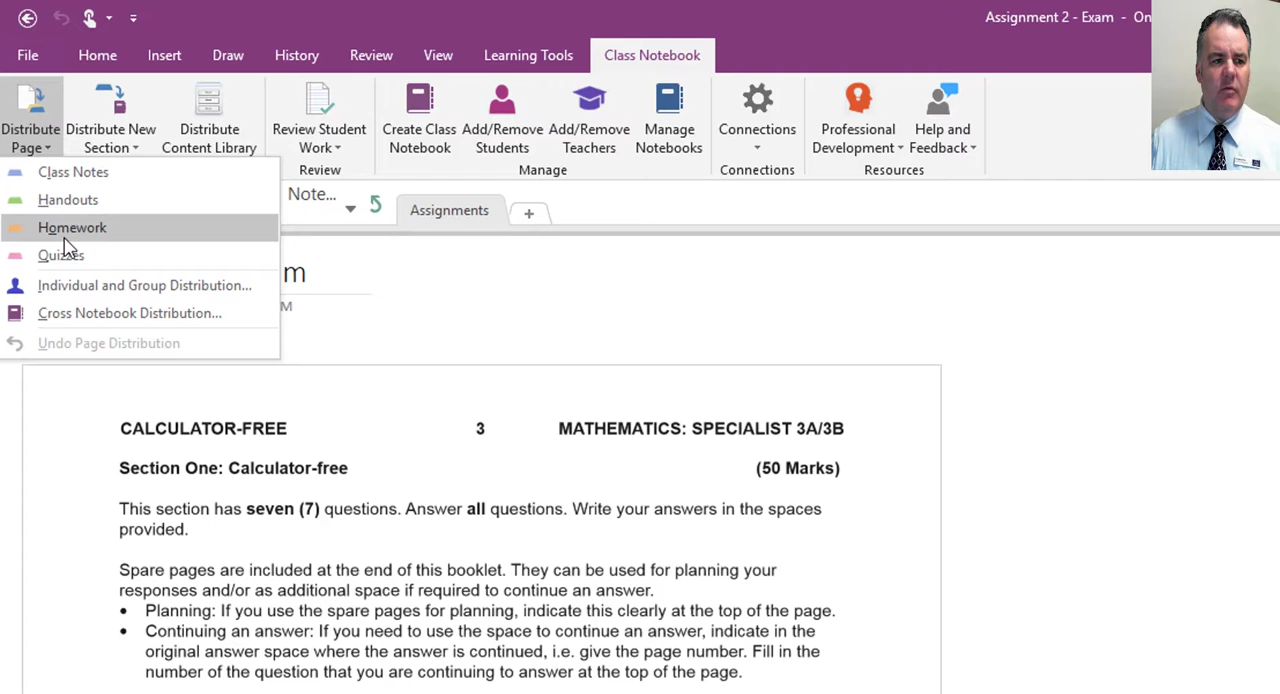 Assignment 2 - Exam - On
File Home Insert Draw History Review View Learning Tools Class Notebook
Distribute Page
Distribute New Section
Distribute Content Library
Review Student Work
Create Class Notebook
Add/Remove Students
Add/Remove Teachers
Manage Notebooks
Connections
Professional Development
Help and Feedback
Review
Manage
Connections
Resources
Class Notes
Handouts
Homework
Quizzes
Individual and Group Distribution...
Cross Notebook Distribution...
Undo Page Distribution
Note...
Assignments
m
M
CALCULATOR-FREE 3 MATHEMATICS: SPECIALIST 3A/3B
Section One: Calculator-free (50 Marks)
This section has seven (7) questions. Answer all questions. Write your answers in the spaces
provided.
Spare pages are included at the end of this booklet. They can be used for planning your
responses and/or as additional space if required to continue an answer.
• Planning: If you use the spare pages for planning, indicate this clearly at the top of the page.
• Continuing an answer: If you need to use the space to continue an answer, indicate in the
original answer space where the answer is continued, i.e. give the page number. Fill in the
number of the question that you are continuing to answer at the top of the page.